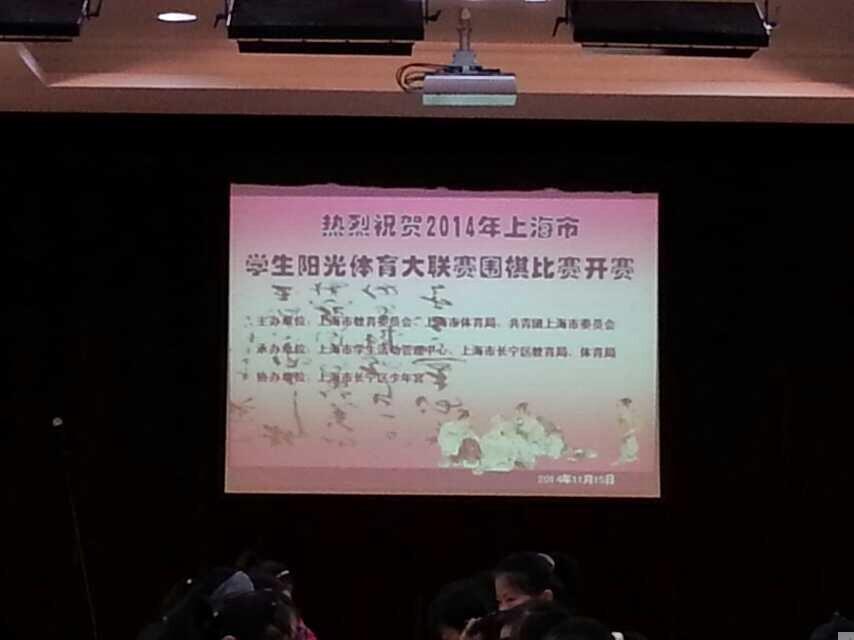 热烈祝贺2014年上海市
学生阳光体育大联赛围棋比赛开赛
主办单位：上海市教育委员会、上海市体育局、共青团上海市委员会
承办单位：上海市学生活动管理中心、上海市长宁区教育局、体育局
协办单位：上海市长宁区少年宫
2014年11月15日